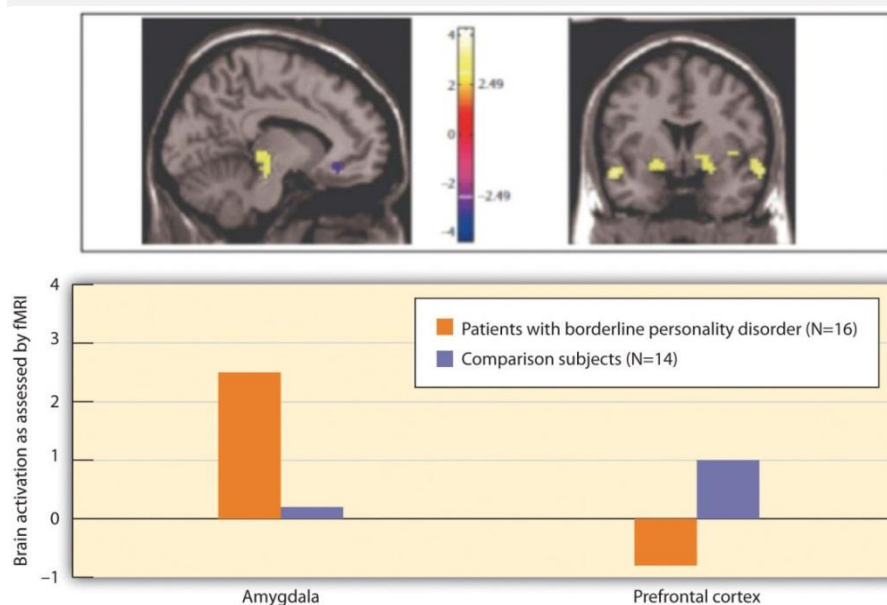 4
2
0
−2
−4
2.49
−2.49
Brain activation as assessed by fMRI
4
3
2
1
0
−1
Patients with borderline personality disorder (N=16)
Comparison subjects (N=14)
Amygdala
Prefrontal cortex